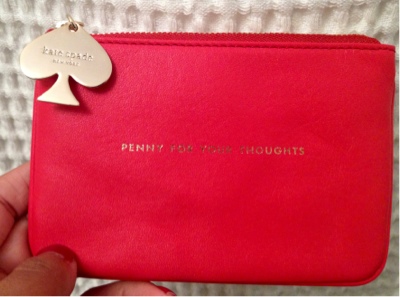 kate spade
NEW YORK
PENNY FOR YOUR THOUGHTS